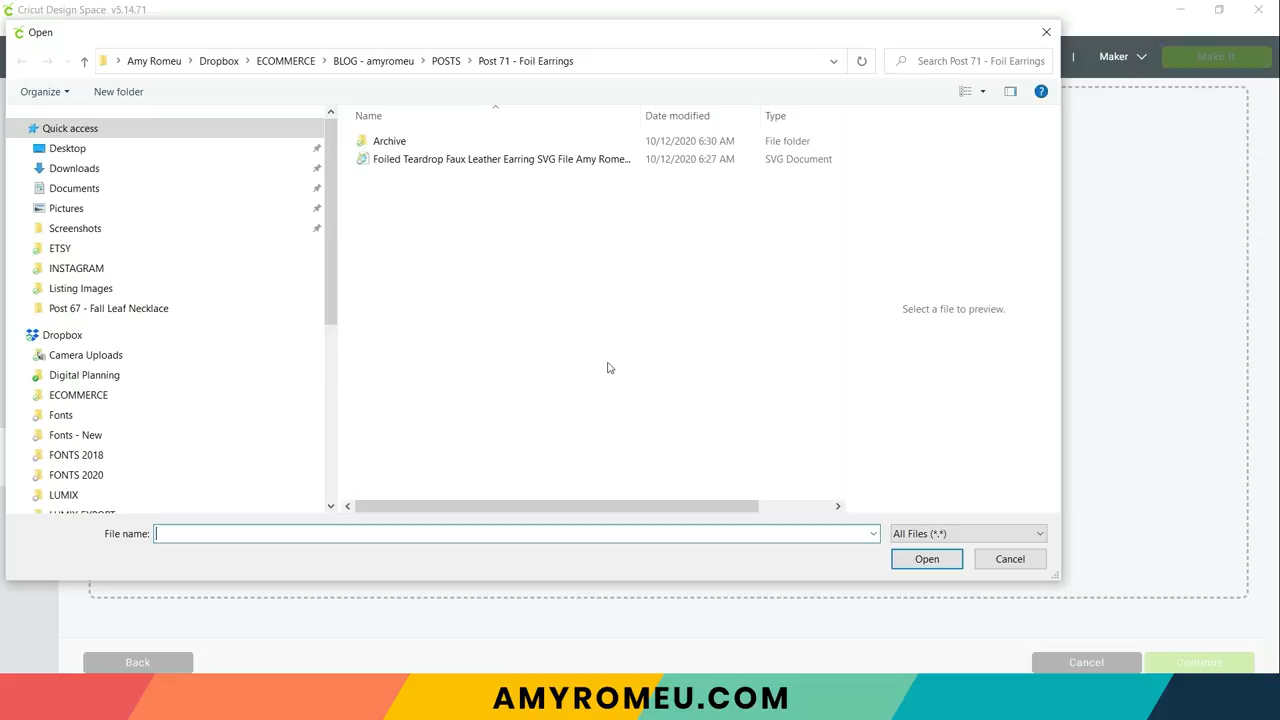 Cricut Design Space v5.14.71
Open
Amy Romeu > Dropbox > ECOMMERCE > BLOG - amyromeu > POSTS > Post 71 - Foil Earrings
Search Post 71 - Foil Earrings
Maker
Make It
Organize
New folder
Name
Date modified
Type
Quick access
Desktop
Downloads
Documents
Pictures
Screenshots
ETSY
INSTAGRAM
Listing Images
Post 67 - Fall Leaf Necklace
Dropbox
Camera Uploads
Digital Planning
ECOMMERCE
Fonts
Fonts - New
FONTS 2018
FONTS 2020
LUMIX
LUMIX EXPORT
Archive
10/12/2020 6:30 AM
File folder
Foiled Teardrop Faux Leather Earring SVG File Amy Rome...
10/12/2020 6:27 AM
SVG Document
Select a file to preview.
File name:
All Files (*.*)
Open
Cancel
Back
Cancel
Continue
AMYROMEU.COM